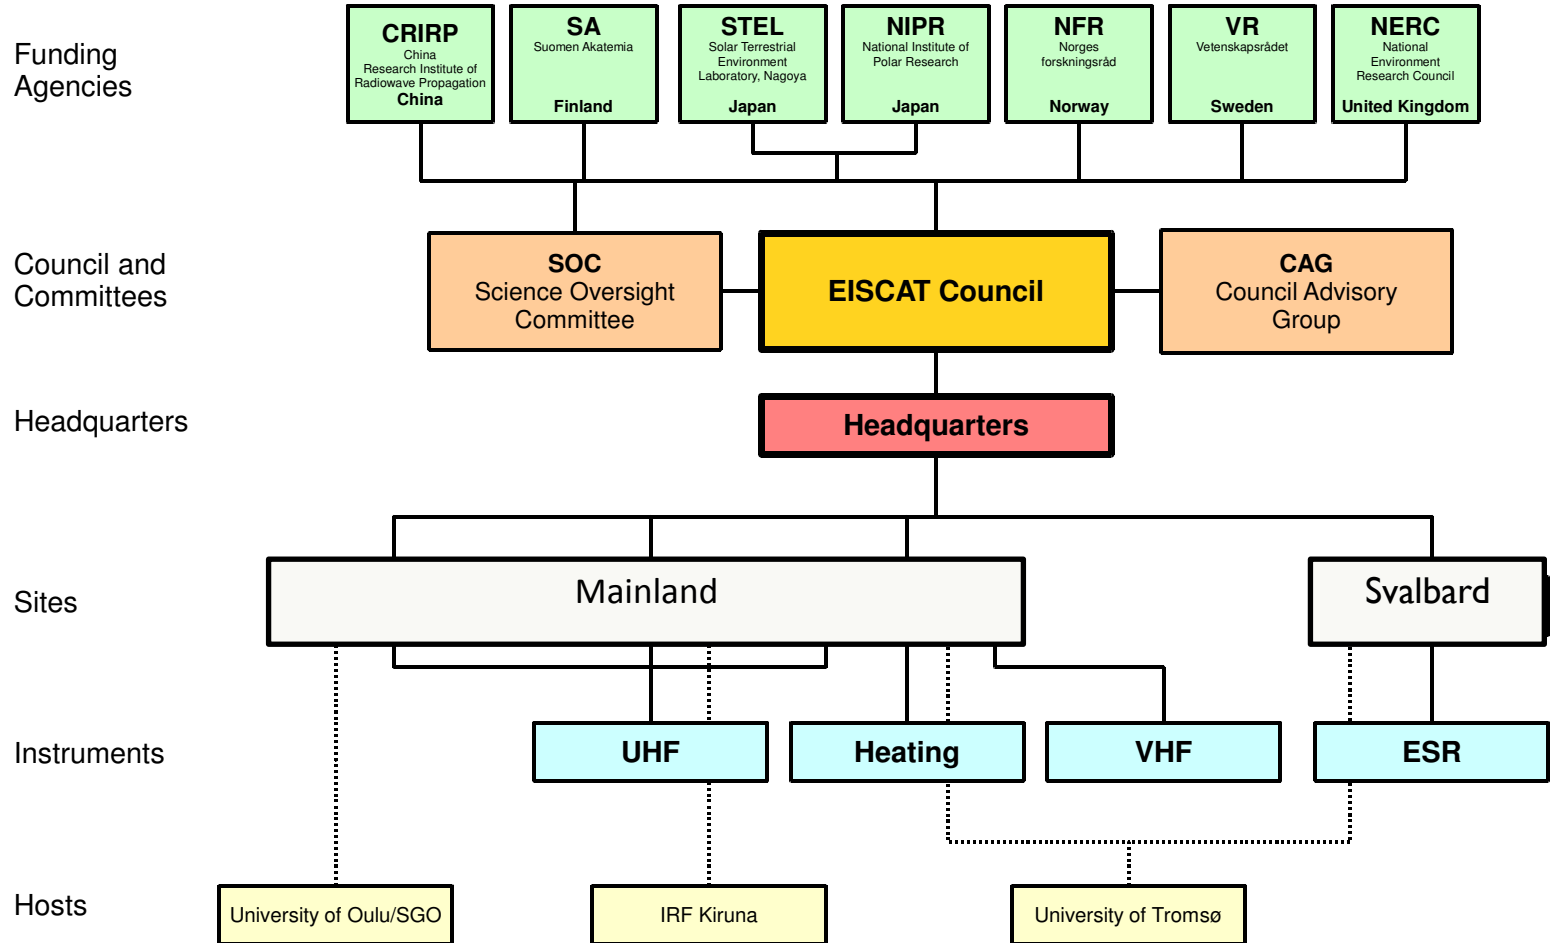 Funding
Agencies
CRIRP
China
Research Institute of
Radiowave Propagation
China
SA
Suomen Akatemia
Finland
STEL
Solar Terrestrial
Environment
Laboratory, Nagoya
Japan
NIPR
National Institute of
Polar Research
Japan
NFR
Norges
forskningsråd
Norway
VR
Vetenskapsrådet
Sweden
NERC
National
Environment
Research Council
United Kingdom
Council and
Committees
SOC
Science Oversight
Committee
EISCAT Council
CAG
Council Advisory
Group
Headquarters
Headquarters
Sites
Mainland
Svalbard
Instruments
UHF
Heating
VHF
ESR
Hosts
University of Oulu/SGO
IRF Kiruna
University of Tromsø